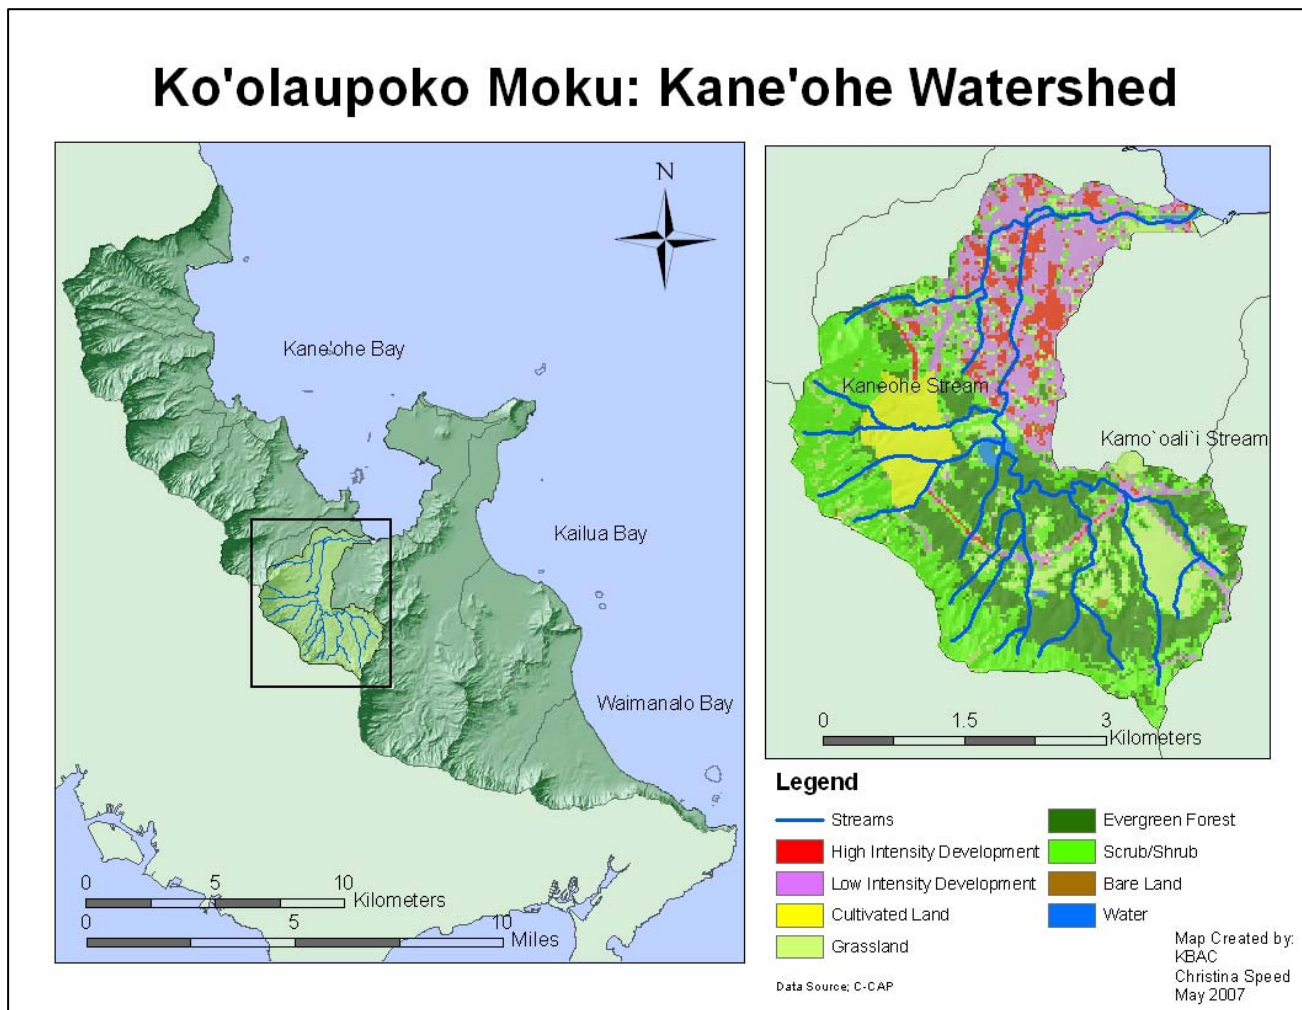 Ko'olaupoko Moku: Kane'ohe Watershed
N
Kane'ohe Bay
Kailua Bay
Waimanalo Bay
0 5 10
Kilometers
0 5 10
Miles
Kaneohe Stream
Kamo`oali`i Stream
0 1.5 3
Kilometers
Legend
Streams
High Intensity Development
Low Intensity Development
Cultivated Land
Grassland
Evergreen Forest
Scrub/Shrub
Bare Land
Water
Data Source; C-CAP
Map Created by:
KBAC
Christina Speed
May 2007